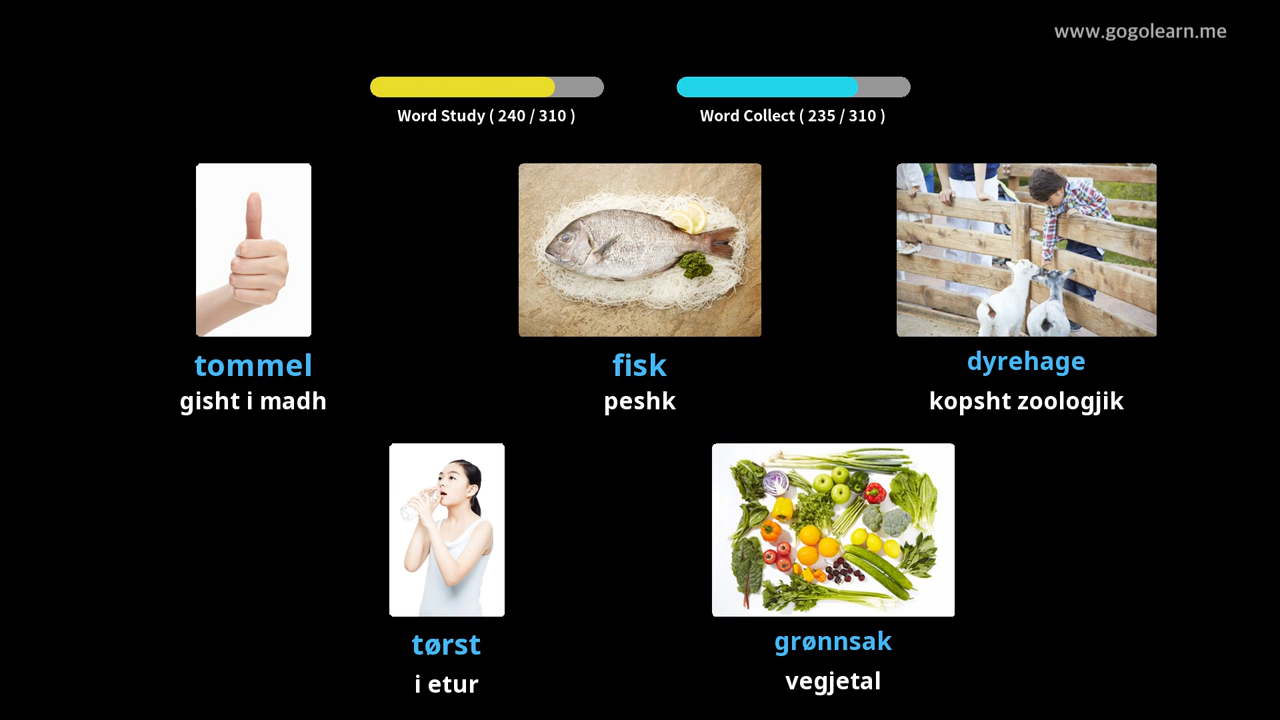 www.gogolearn.me
Word Study ( 240 / 310 )
Word Collect ( 235 / 310 )
tommel
gisht i madh
fisk
peshk
dyrehage
kopsht zoologjik
tørst
i etur
grønnsak
vegjetal